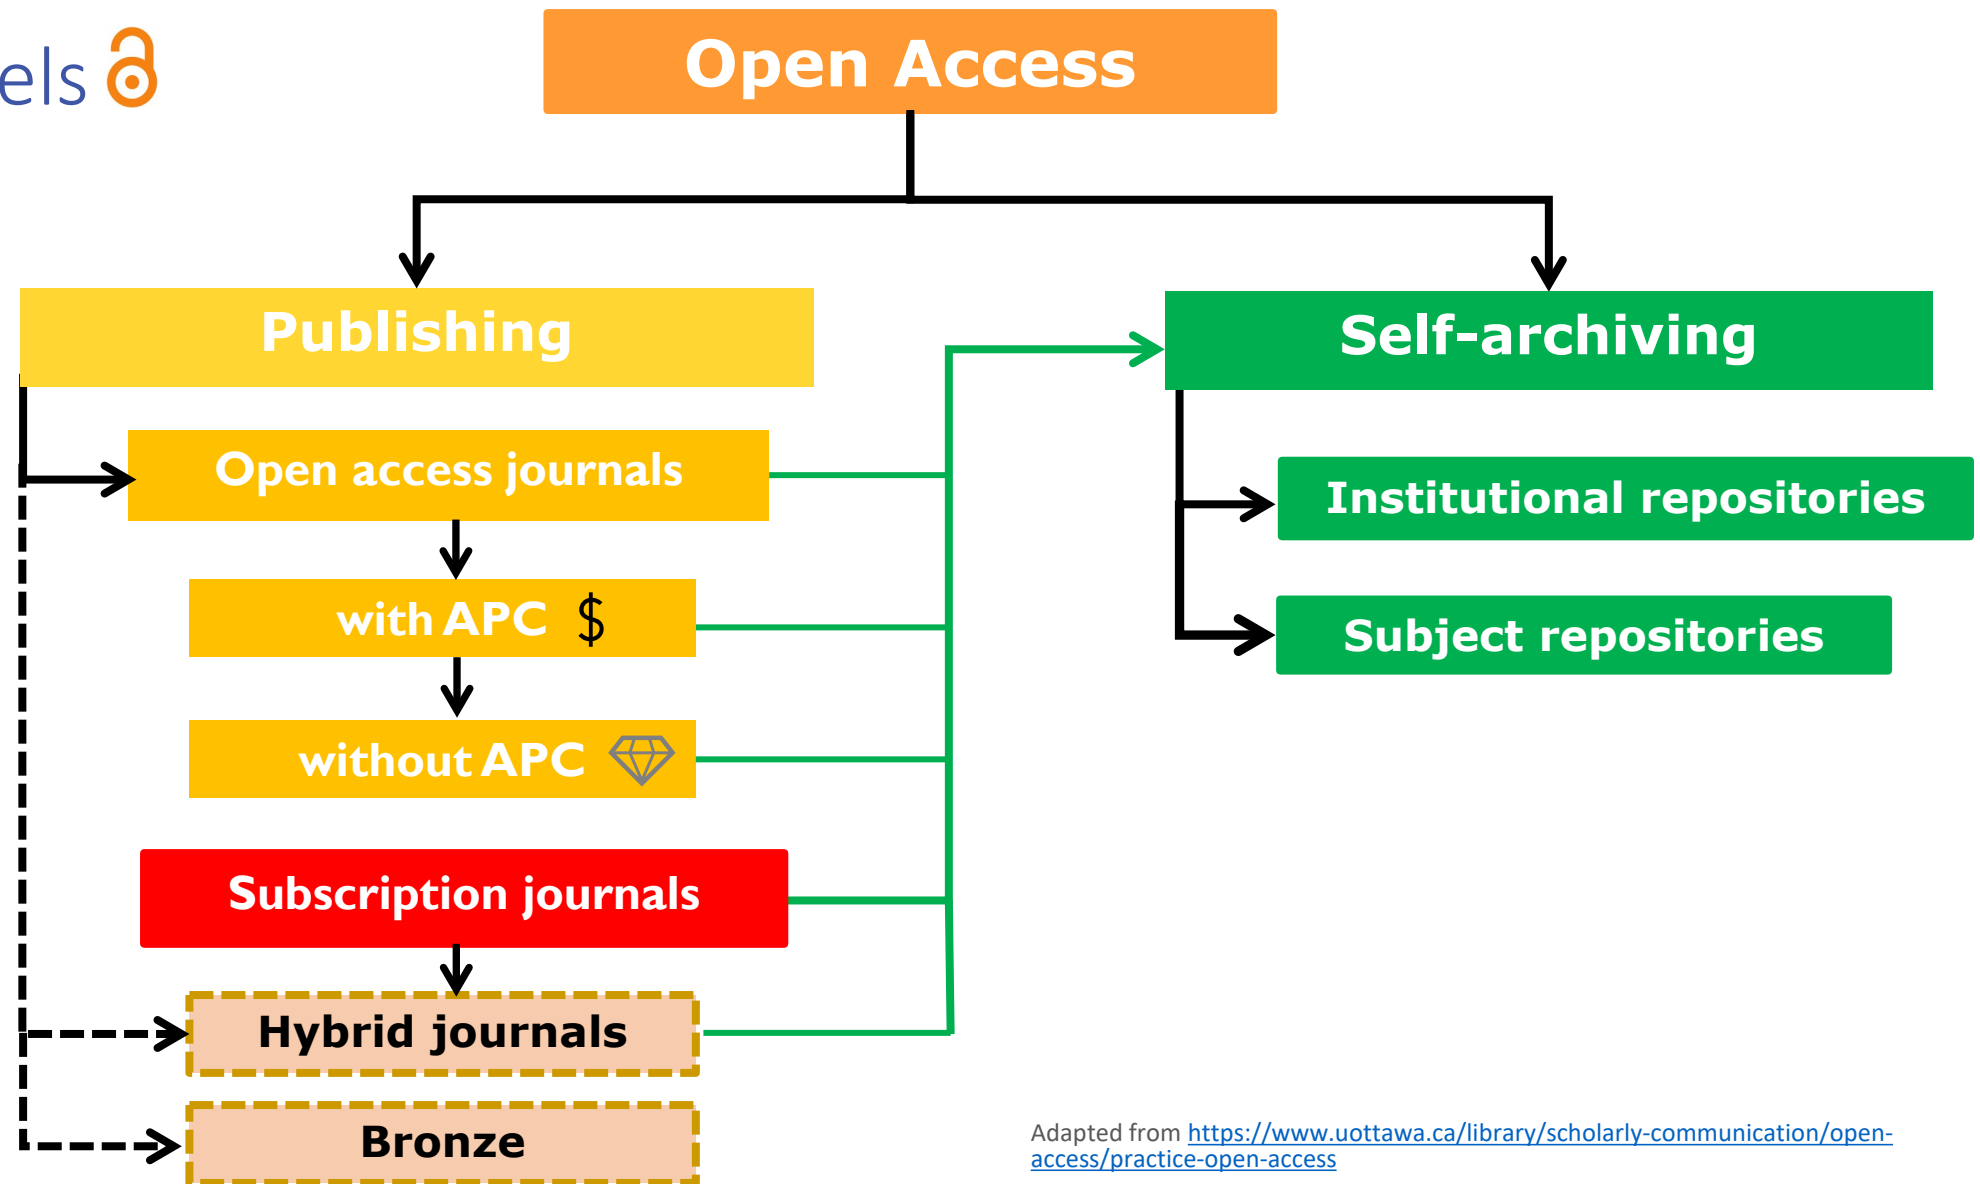 els
Open Access
Publishing
Self-archiving
Open access journals
Institutional repositories
with APC $
Subject repositories
without APC
Subscription journals
Hybrid journals
Bronze
Adapted from https://www.uottawa.ca/library/scholarly-communication/open-
access/practice-open-access